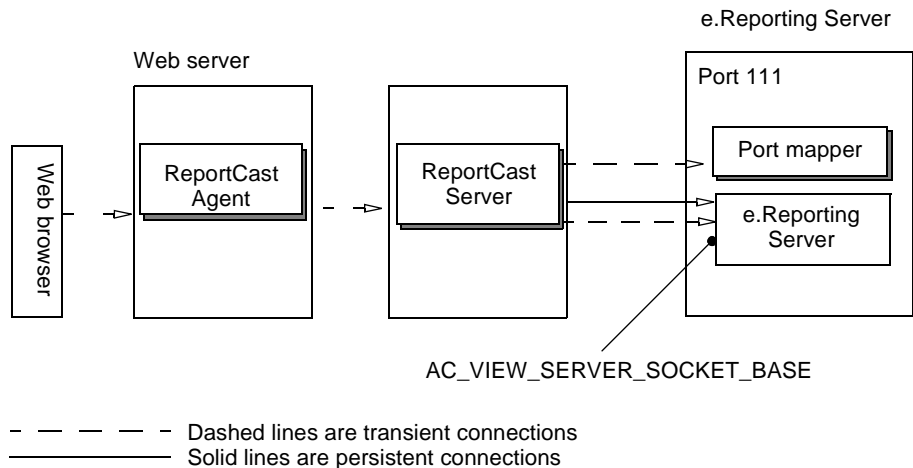 e.Reporting Server
Web server
Port 111
Web browser
ReportCast
Agent
ReportCast
Server
Port mapper
e.Reporting
Server
AC_VIEW_SERVER_SOCKET_BASE
Dashed lines are transient connections
Solid lines are persistent connections